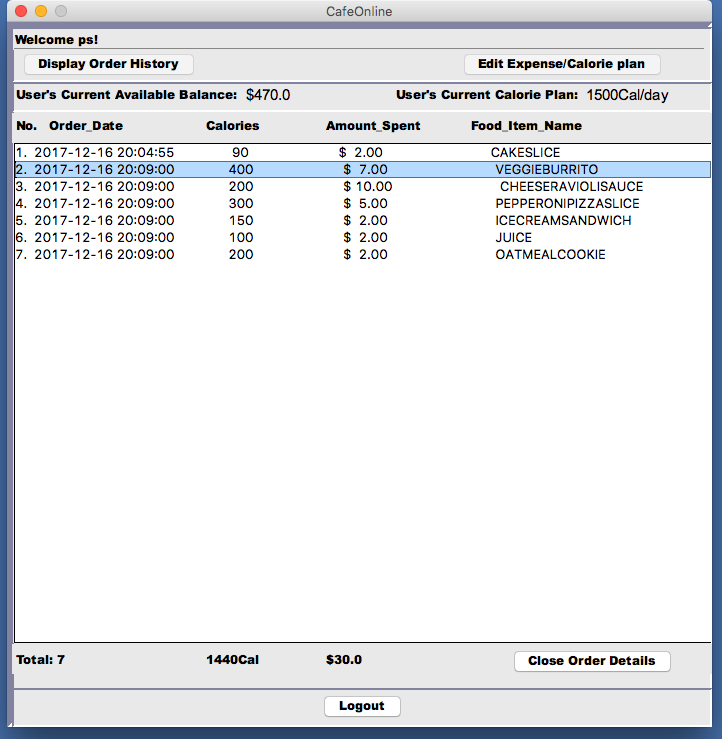 CafeOnline
Welcome ps!
Display Order History Edit Expense/Calorie plan
User's Current Available Balance: $470.0 User's Current Calorie Plan: 1500Cal/day
No. Order_Date Calories Amount_Spent Food_Item_Name
1. 2017-12-16 20:04:55 90 $ 2.00 CAKESLICE
2. 2017-12-16 20:09:00 400 $ 7.00 VEGGIEBURRITO
3. 2017-12-16 20:09:00 200 $ 10.00 CHEESERAVIOLISAUCE
4. 2017-12-16 20:09:00 300 $ 5.00 PEPPERONIPIZZASLICE
5. 2017-12-16 20:09:00 150 $ 2.00 ICECREAMSANDWICH
6. 2017-12-16 20:09:00 100 $ 2.00 JUICE
7. 2017-12-16 20:09:00 200 $ 2.00 OATMEALCOOKIE
Total: 7 1440Cal $30.0 Close Order Details
Logout